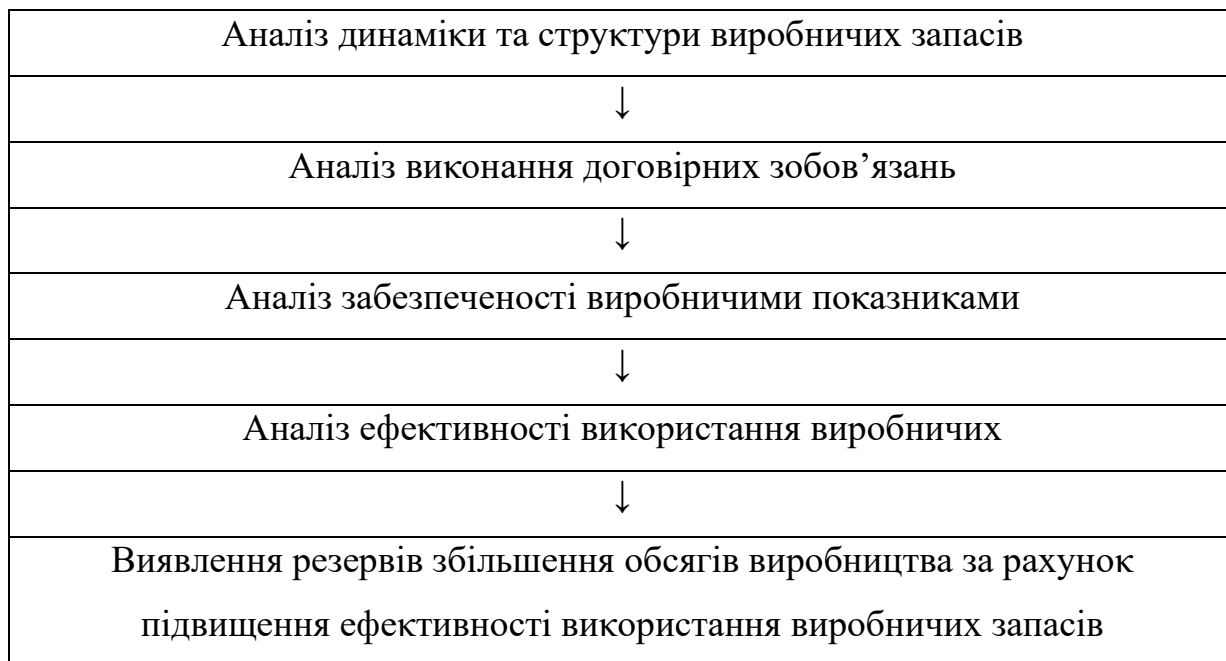 Аналіз динаміки та структури виробничих запасів
↓
Аналіз виконання договірних зобов’язань
↓
Аналіз забезпеченості виробничими показниками
↓
Аналіз ефективності використання виробничих
↓
Виявлення резервів збільшення обсягів виробництва за рахунок
підвищення ефективності використання виробничих запасів